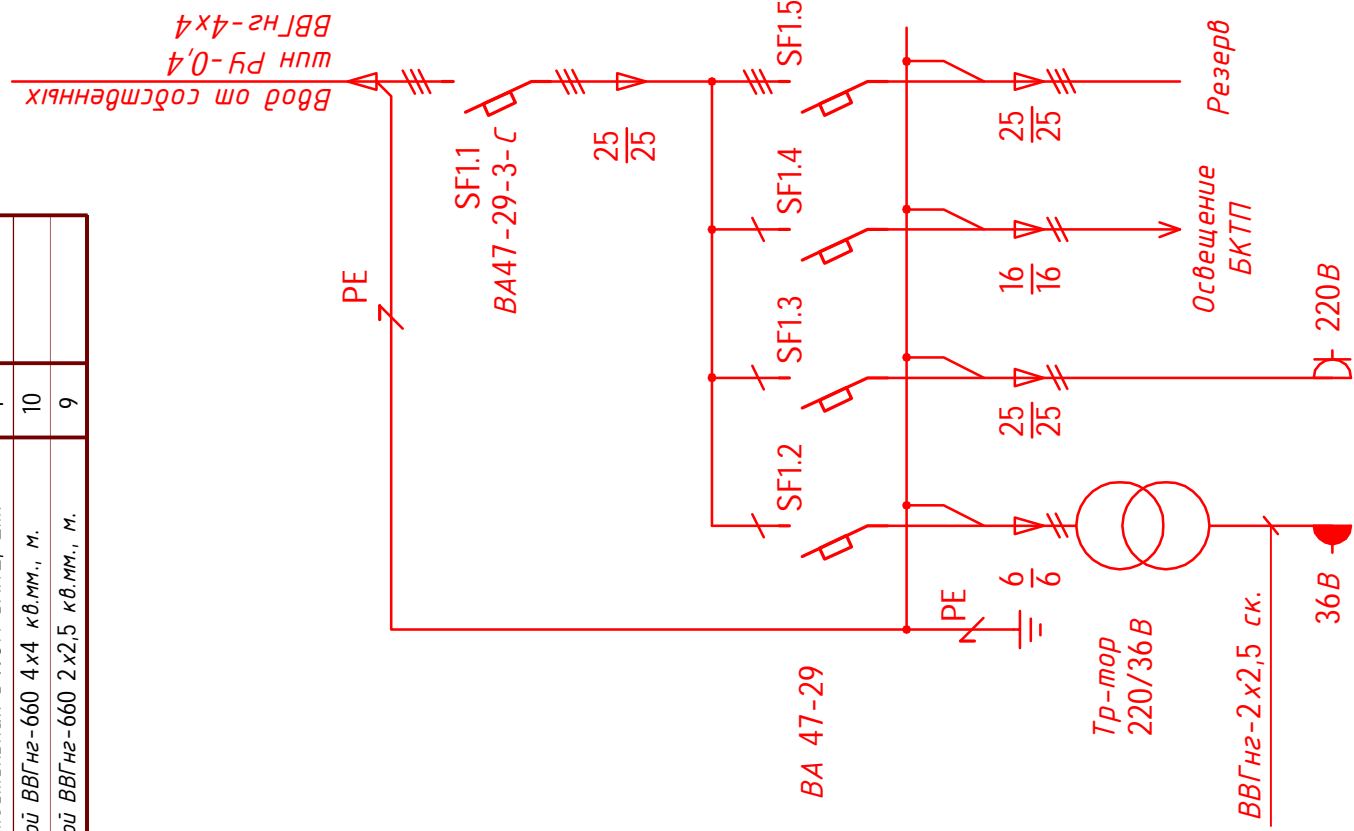 ВВГнг-660 4х4 кв.мм., м.
10
ВВГнг-660 2х2,5 кв.мм., м.
9
Ввод от собственных
шин РУ-0,4
ВВГнг-4х4
PE
SF1.1
ВА47-29-3-С
25
25
SF1.2
SF1.3
SF1.4
SF1.5
ВА 47-29
PE
6
6
25
25
16
16
25
25
Тр-тор
220/36В
ВВГнг-2х2,5 ск.
36В
220В
Освещение
БКТП
Резерв